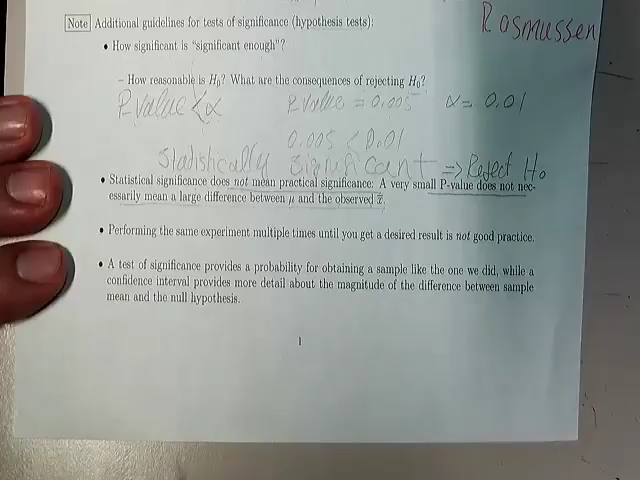 Rasmussen
Note Additional guidelines for tests of significance (hypothesis tests):
• How significant is “significant enough”?
– How reasonable is H₀? What are the consequences of rejecting H₀?
P value < α P value = 0.005 α = 0.01
0.005 < 0.01
Statistically significant => Reject H₀
• Statistical significance does not mean practical significance: A very small P-value does not nec-
essarily mean a large difference between μ and the observed x̄.
• Performing the same experiment multiple times until you get a desired result is not good practice.
• A test of significance provides a probability for obtaining a sample like the one we did, while a
confidence interval provides more detail about the magnitude of the difference between sample
mean and the null hypothesis.
1